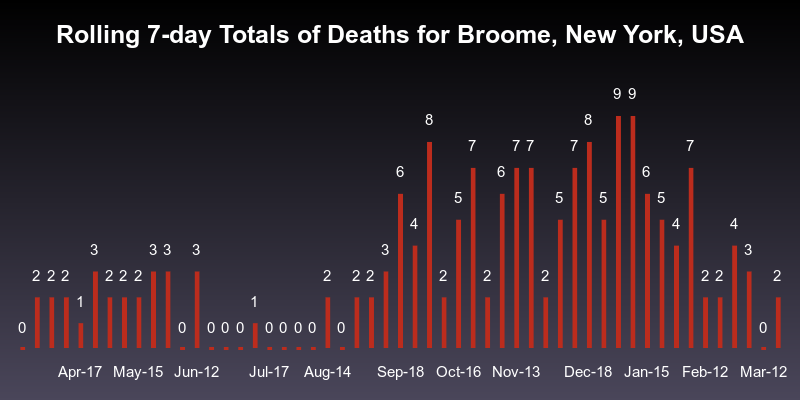 Rolling 7-day Totals of Deaths for Broome, New York, USA
0 2 2 2 1 3 2 2 2 3 3 0 3 0 0 0 1 0 0 0 0 2 0 2 2 3 6 4 8 2 5 7 2 6 7 7 2 5 7 8 5 9 9 6 5 4 7 2 2 4 3 0 2
Apr-17 May-15 Jun-12 Jul-17 Aug-14 Sep-18 Oct-16 Nov-13 Dec-18 Jan-15 Feb-12 Mar-12